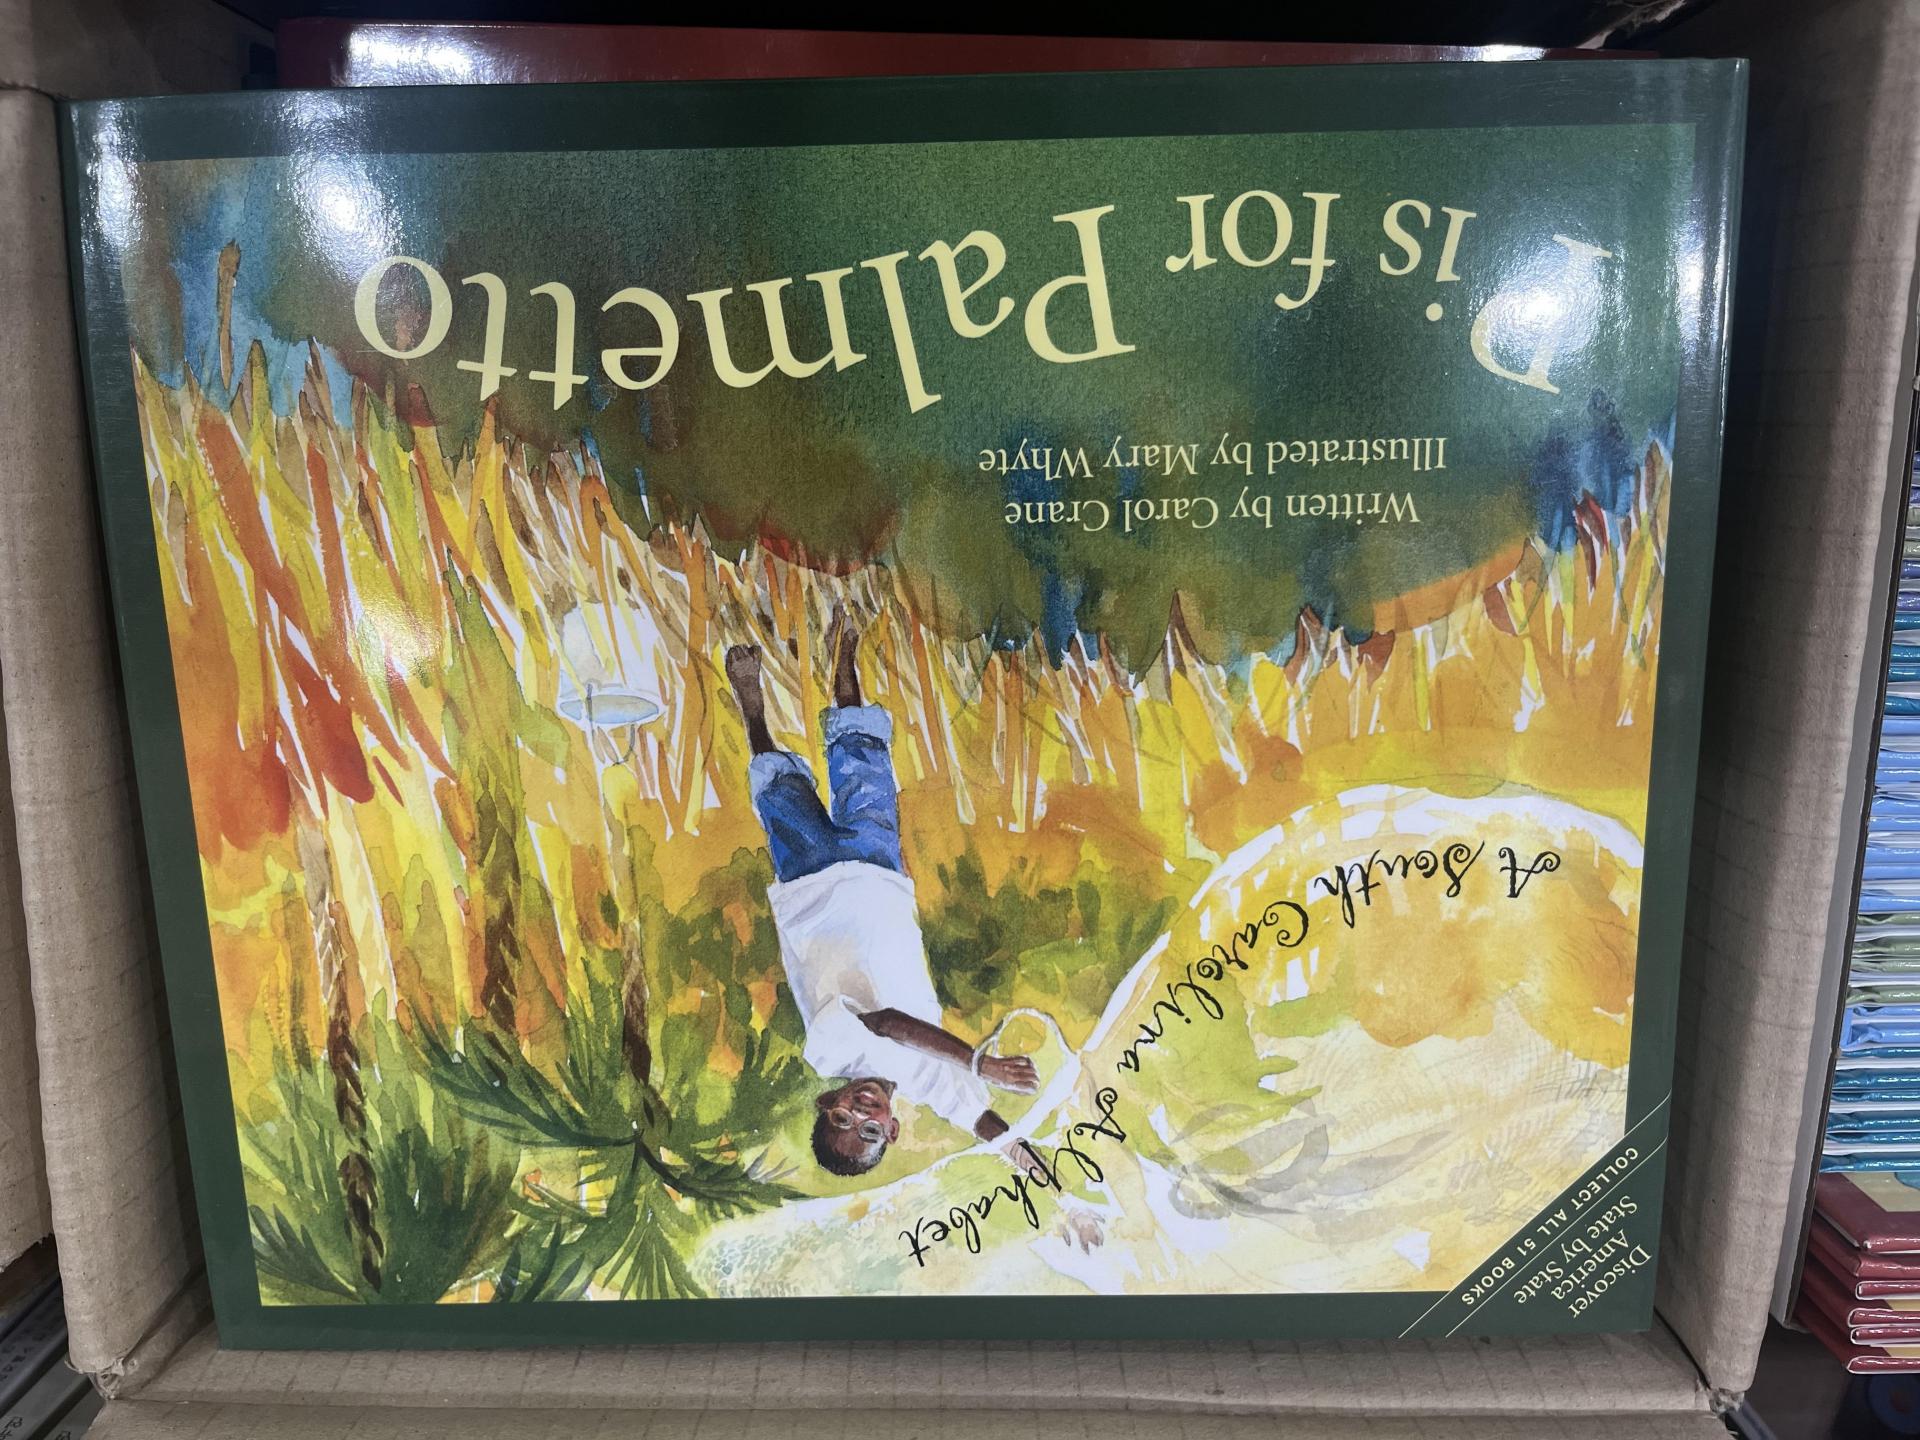 P is for Palmetto
Illustrated by Mary Whyte
Written by Carol Crane
A South Carolina Alphabet
Discover
America
State by State
COLLECT ALL 51 BOOKS